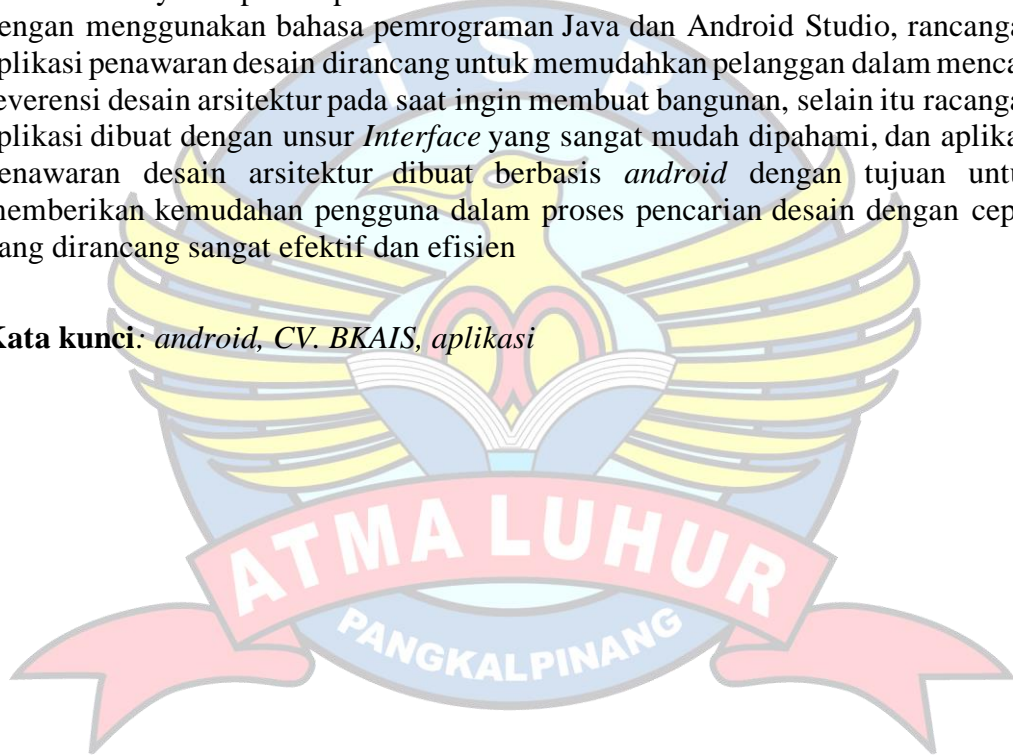 engan menggunakan bahasa pemrograman Java dan Android Studio, rancanga
plikasi penawaran desain dirancang untuk memudahkan pelanggan dalam menca
everensi desain arsitektur pada saat ingin membuat bangunan, selain itu racanga
plikasi dibuat dengan unsur Interface yang sangat mudah dipahami, dan aplika
enawaran desain arsitektur dibuat berbasis android dengan tujuan untu
nemberikan kemudahan pengguna dalam proses pencarian desain dengan cep
ang dirancang sangat efektif dan efisien
Kata kunci: android, CV. BKAIS, aplikasi
I S B
ATMA LUHUR
PANGKALPINANG